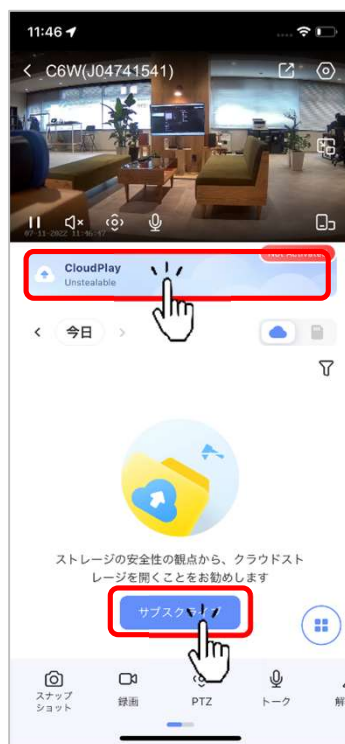 11:46
C6W(J04741541)
07-11-2022 11:46:47
CloudPlay
Unstealable
今日
ストレージの安全性の観点から、クラウドスト
レージを開くことをお勧めします
スナップ
ショット
録画
PTZ
トーク
解